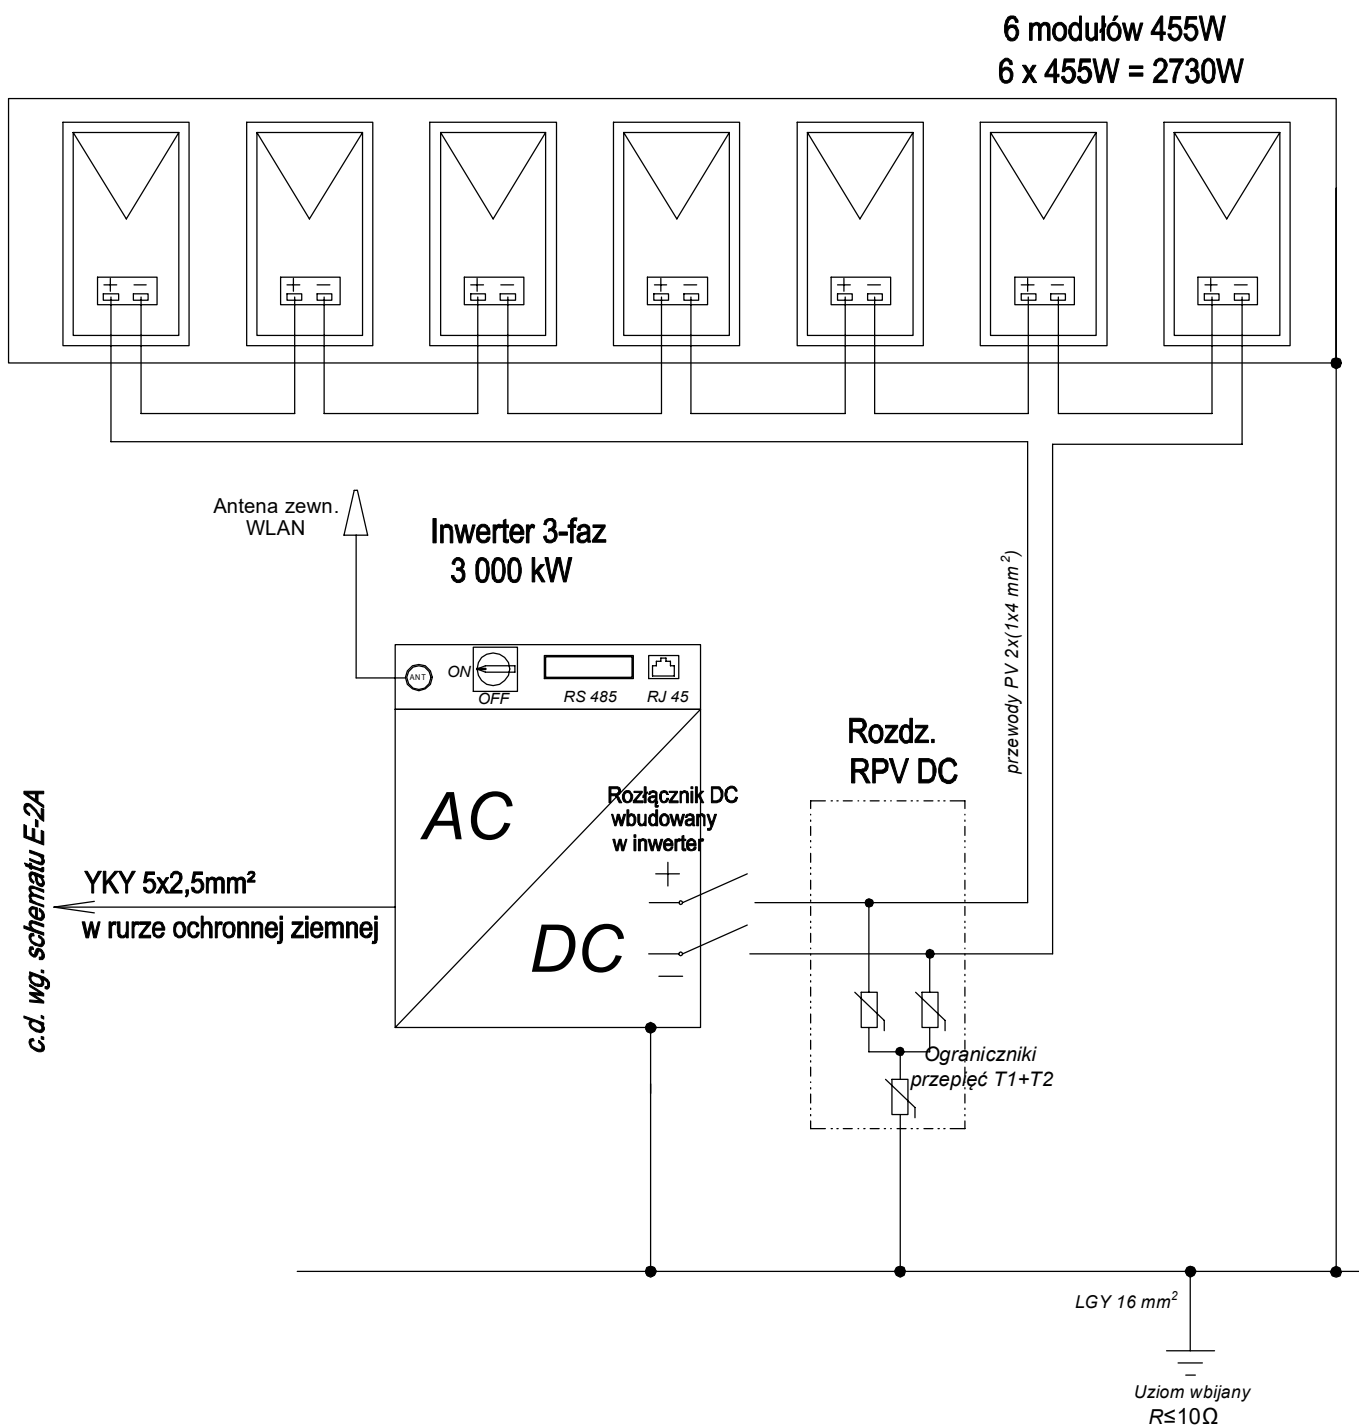 6 modułów 455W
6 x 455W = 2730W
+ − + − + − + − + − + − + −
Antena zewn.
WLAN
Inwerter 3-faz
3 000 kW
przewody PV 2x(1x4 mm²)
ANT
ON
OFF
RS 485
RJ 45
Rozdz.
RPV DC
AC
Rozłącznik DC
wbudowany
w inwerter
+
DC
−
c.d. wg. schematu E-2A
YKY 5x2,5mm²
w rurze ochronnej ziemnej
Ograniczniki
przepięć T1+T2
LGY 16 mm²
Uziom wbijany
R≤10Ω